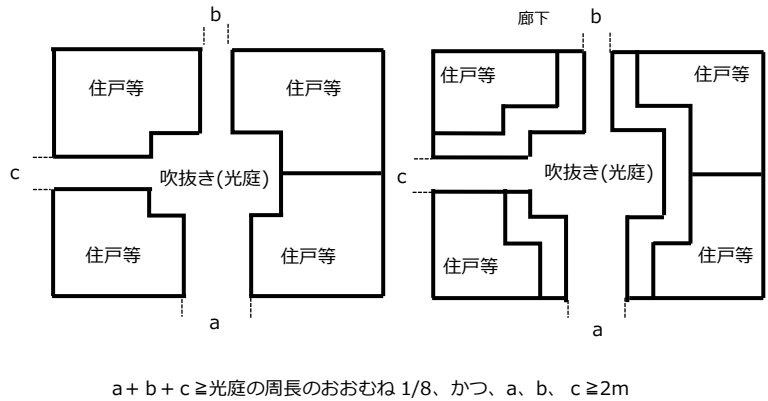 b
住戸等
住戸等
c
吹抜き(光庭)
住戸等
住戸等
a
廊下
b
住戸等
住戸等
c
吹抜き(光庭)
住戸等
住戸等
a
a + b + c ≧光庭の周長のおおむね 1/8、かつ、a、b、 c ≧2m